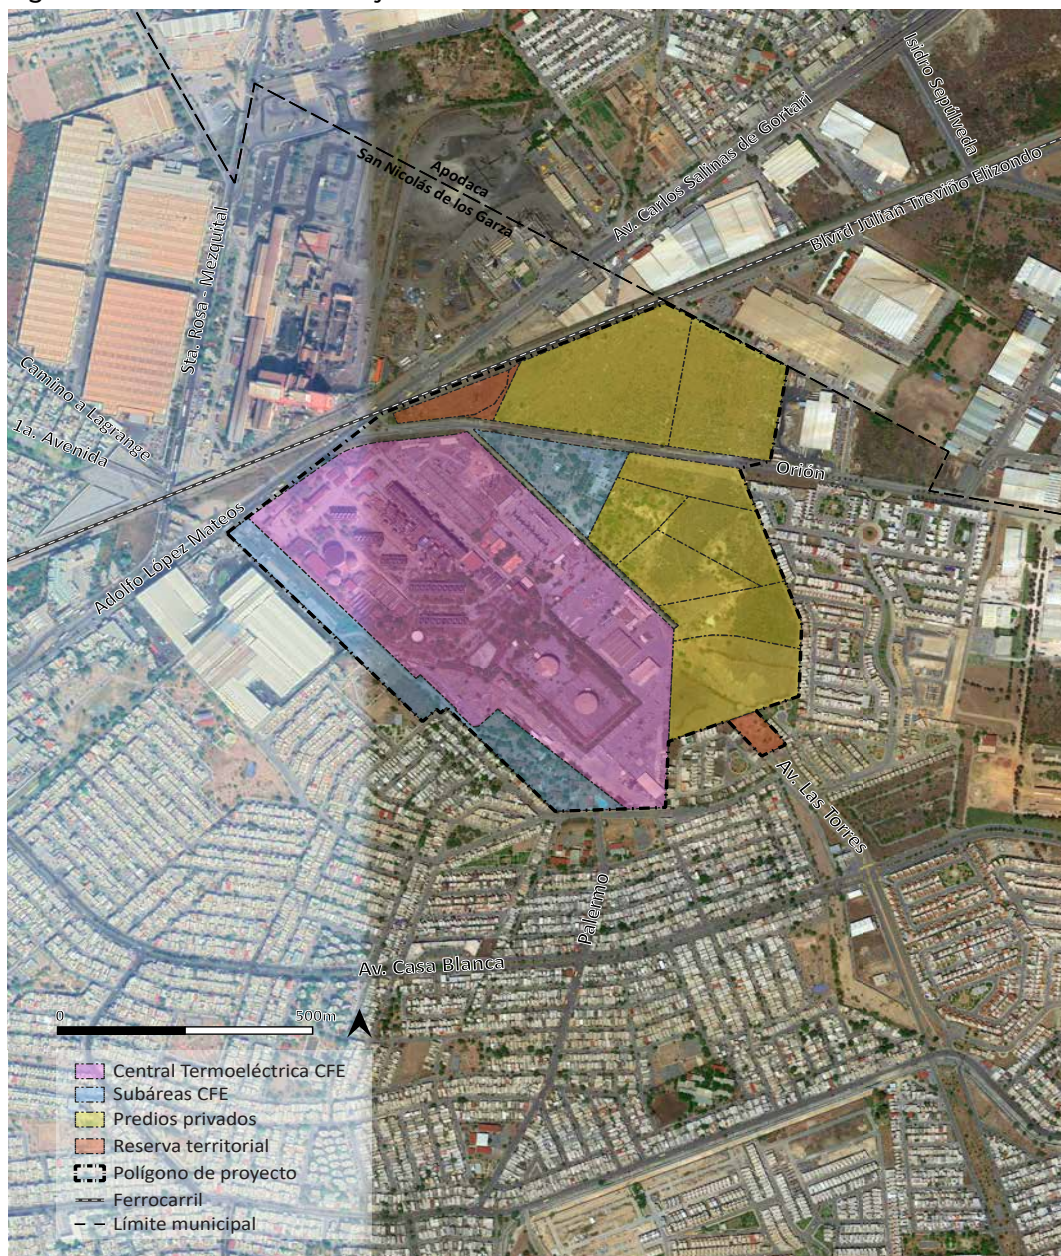 Isidro Sepúlveda
Av. Carlos Salinas de Gortari
Blvrd Julian Treviño Elizondo
Apodaca
San Nicolás de los Garza
Sta. Rosa - Mezquital
Camino a Lagrange
1a. Avenida
Adolfo López Mateos
Orión
Av. Las Torres
Palermo
Av. Casa Blanca
0 500m
Central Termoeléctrica CFE
Subáreas CFE
Predios privados
Reserva territorial
Polígono de proyecto
Ferrocarril
Límite municipal